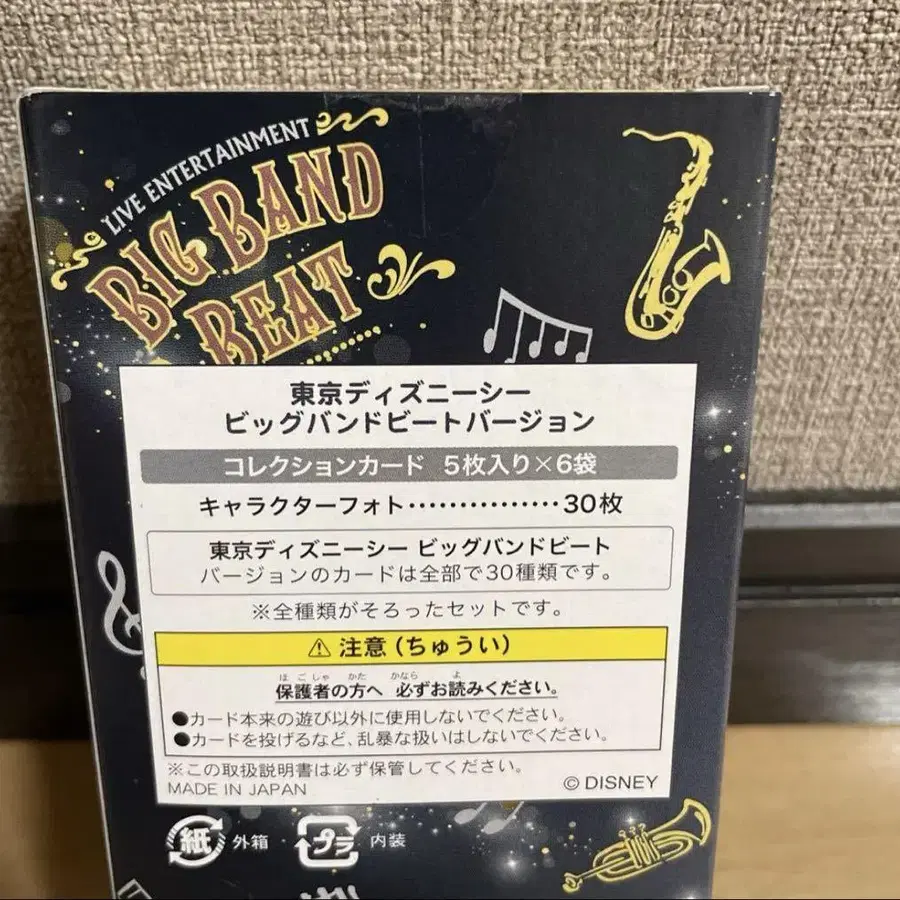 LIVE ENTERTAINMENT
BIG BAND
BEAT
東京ディズニーシー
ビッグバンドビートバージョン
コレクションカード 5枚入り×6袋
キャラクターフォト……………30枚
東京ディズニーシー ビッグバンドビート
バージョンのカードは全部で30種類です。
※全種類がそろったセットです。
⚠ 注意（ちゅうい）
ほごしゃ かた かなら よ
保護者の方へ 必ずお読みください。
●カード本来の遊び以外に使用しないでください。
●カードを投げるなど、乱暴な扱いはしないでください。
※この取扱説明書は必ず保管してください。
MADE IN JAPAN
© DISNEY
紙 外箱 プラ 内装